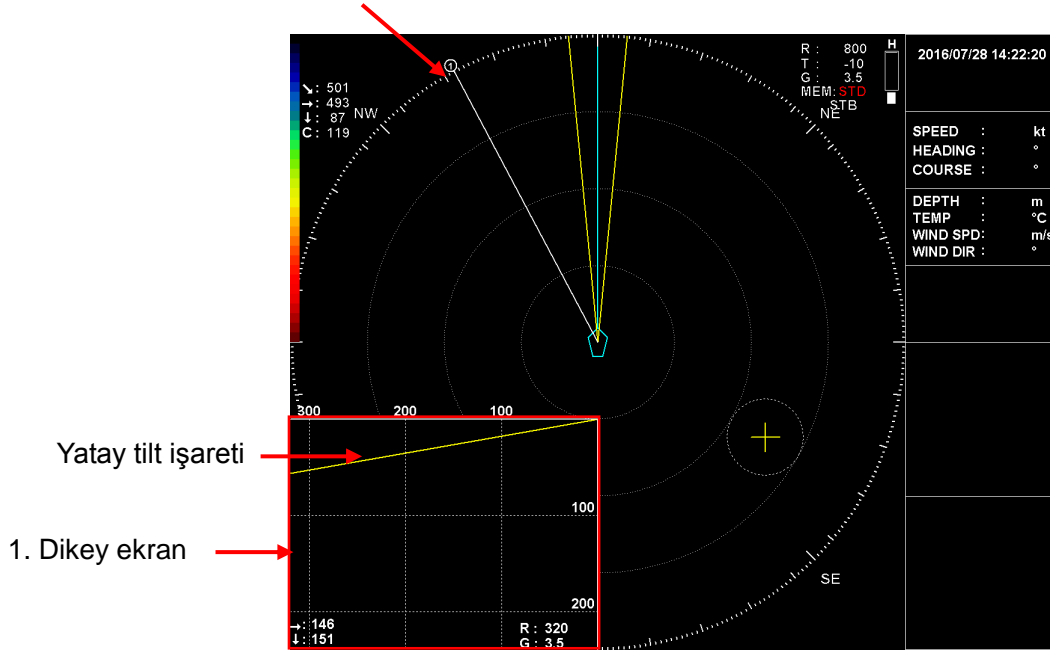 ①
↘: 501
→: 493
↓: 87
C: 119
NW
R : 800
T : -10
G : 3.5
MEM:STD
STB
H
NE
2016/07/28 14:22:20
SPEED : kt
HEADING : °
COURSE : °
DEPTH : m
TEMP : °C
WIND SPD: m/s
WIND DIR : °
300 200 100
Yatay tilt işareti
100
1. Dikey ekran
SE
200
→: 146
↓: 151
R : 320
G : 3.5